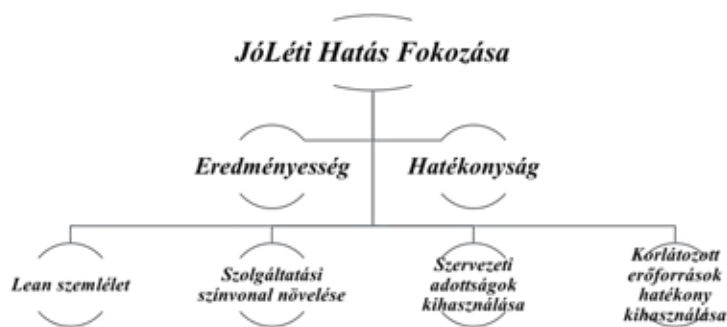 JóLéti Hatás Fokozása
Eredményesség
Hatékonyság
Lean szemlélet
Szolgáltatási
színvonal növelése
Szervezeti
adottságok
kihasználása
Korlátozott
erőforrások
hatékony
kihasználása